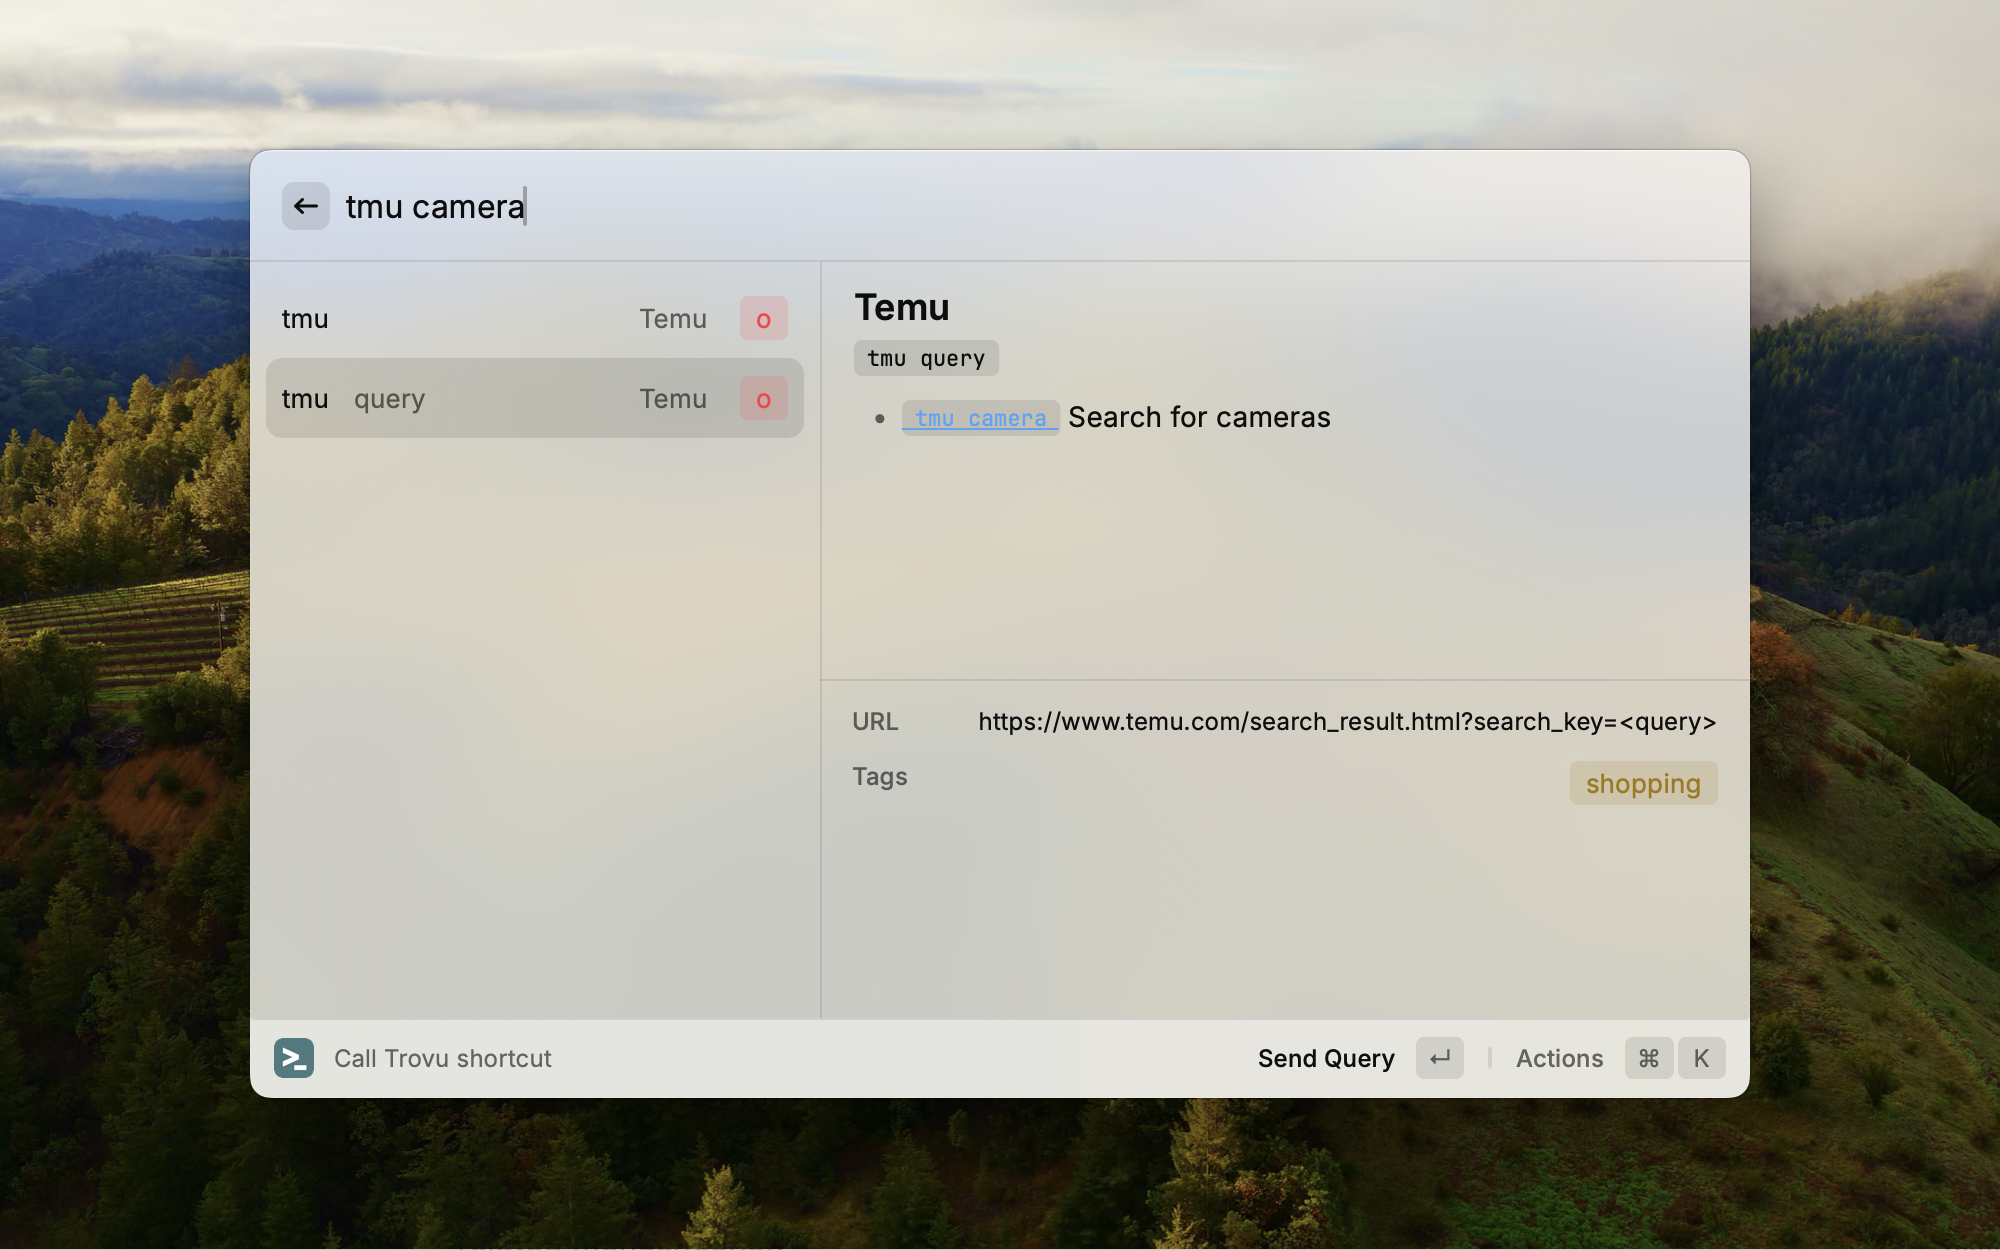 tmu camera
tmu Temu o
tmu query Temu o
Temu
tmu query
• tmu camera Search for cameras
URL https://www.temu.com/search_result.html?search_key=<query>
Tags shopping
Call Trovu shortcut Send Query ↵ Actions ⌘ K